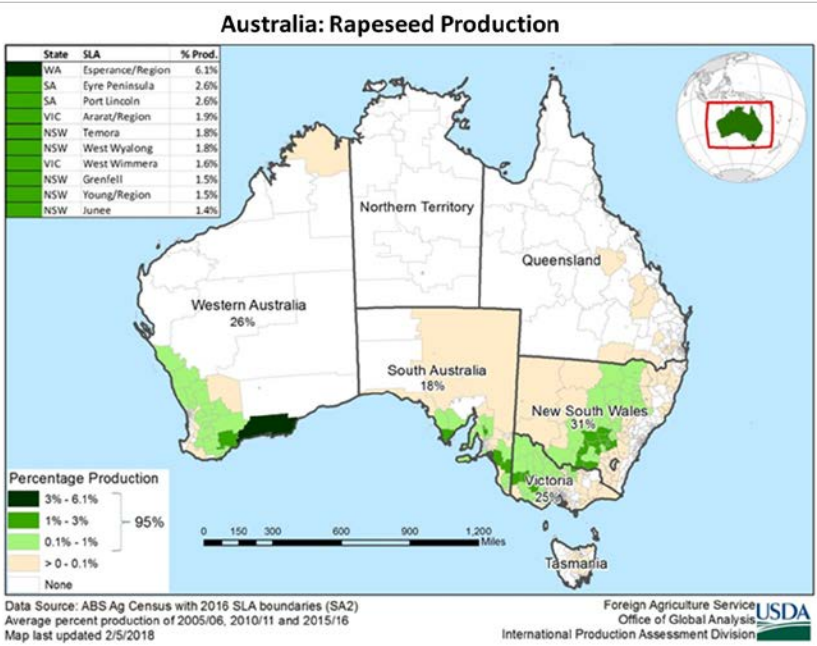 Australia: Rapeseed Production
State SLA % Prod.
WA Esperance/Region 6.1%
SA Eyre Peninsula 2.6%
SA Port Lincoln 2.6%
VIC Ararat/Region 1.9%
NSW Temora 1.8%
NSW West Wyalong 1.8%
VIC West Wimmera 1.6%
NSW Grenfell 1.5%
NSW Young/Region 1.5%
NSW Junee 1.4%
Northern Territory
Queensland
Western Australia
26%
South Australia
18%
New South Wales
31%
Victoria
25%
Tasmania
Percentage Production
3% - 6.1%
1% - 3%
0.1% - 1%
95%
> 0 - 0.1%
None
0 150 300 600 900 1,200
Miles
Data Source: ABS Ag Census with 2016 SLA boundaries (SA2)
Average percent production of 2005/06, 2010/11 and 2015/16
Map last updated 2/5/2018
Foreign Agriculture Service
Office of Global Analysis
International Production Assessment Division
USDA